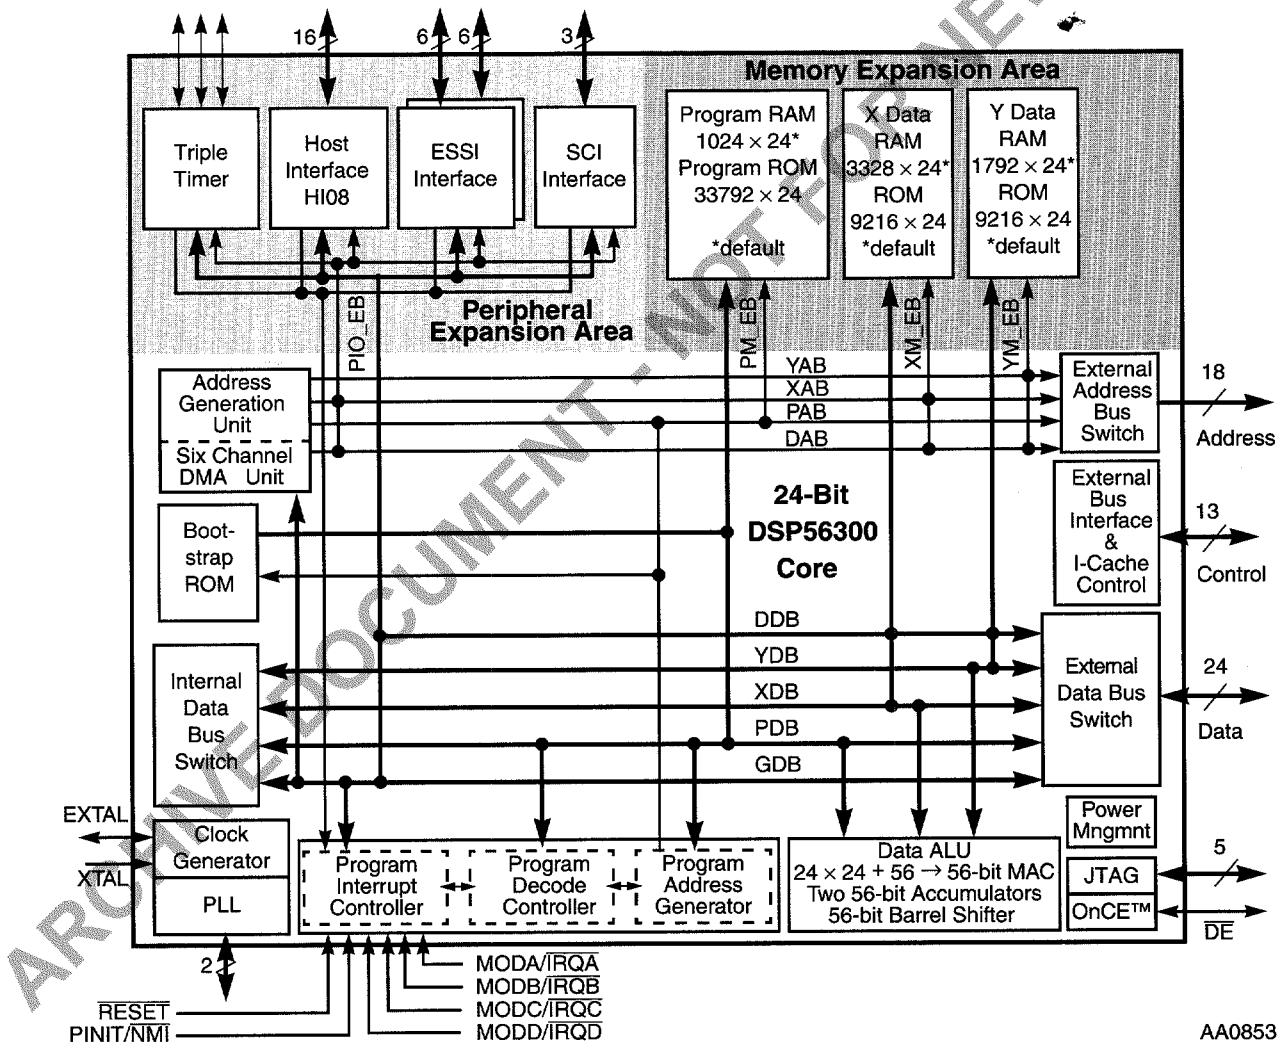 16
6
6
3
Memory Expansion Area
Triple
Timer
Host
Interface
HI08
ESSI
Interface
SCI
Interface
Program RAM
1024 × 24*
Program ROM
33792 × 24
*default
X Data
RAM
3328 × 24*
ROM
9216 × 24
*default
Y Data
RAM
1792 × 24*
ROM
9216 × 24
*default
Peripheral
Expansion Area
PIO_EB
PM_EB
XM_EB
YM_EB
Address
Generation
Unit
Six Channel
DMA Unit
YAB
XAB
PAB
DAB
External
Address
Bus
Switch
18
Address
24-Bit
DSP56300
Core
External
Bus
Interface
&
I-Cache
Control
13
Control
Boot-
strap
ROM
DDB
YDB
XDB
PDB
GDB
Internal
Data
Bus
Switch
External
Data Bus
Switch
24
Data
EXTAL
XTAL
Clock
Generator
PLL
2
Program
Interrupt
Controller
Program
Decode
Controller
Program
Address
Generator
Data ALU
24 × 24 + 56 → 56-bit MAC
Two 56-bit Accumulators
56-bit Barrel Shifter
Power
Mngmnt
JTAG
OnCE™
5
DE
MODA/IRQA
MODB/IRQB
MODC/IRQC
MODD/IRQD
RESET
PINIT/NMI
AA0853
ARCHIVE DOCUMENT - NOT FOR NE